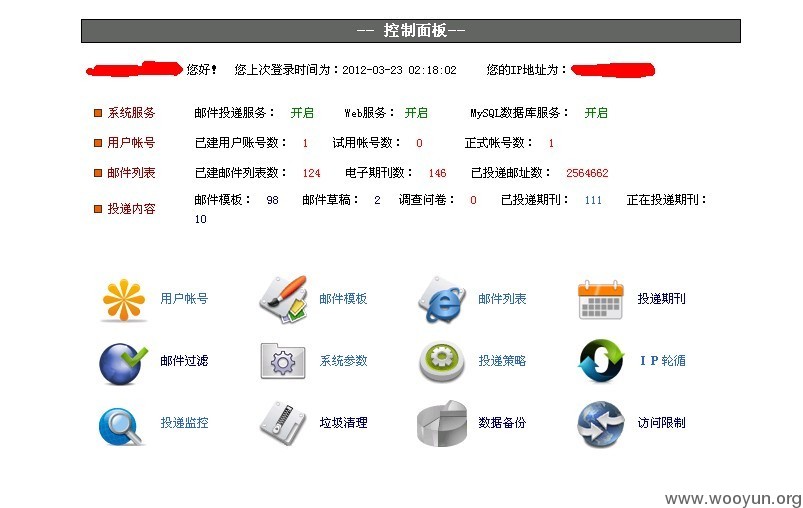 -- 控制面板--
您好! 您上次登录时间为：2012-03-23 02:18:02 您的IP地址为：
系统服务 邮件投递服务： 开启 Web服务： 开启 MySQL数据库服务： 开启
用户帐号 已建用户账号数： 1 试用帐号数： 0 正式帐号数： 1
邮件列表 已建邮件列表数： 124 电子期刊数： 146 已投递邮址数： 2564662
投递内容 邮件模板： 98 邮件草稿： 2 调查问卷： 0 已投递期刊： 111 正在投递期刊：
10
用户帐号 邮件模板 邮件列表 投递期刊
邮件过滤 系统参数 投递策略 ＩＰ轮循
投递监控 垃圾清理 数据备份 访问限制
www.wooyun.org